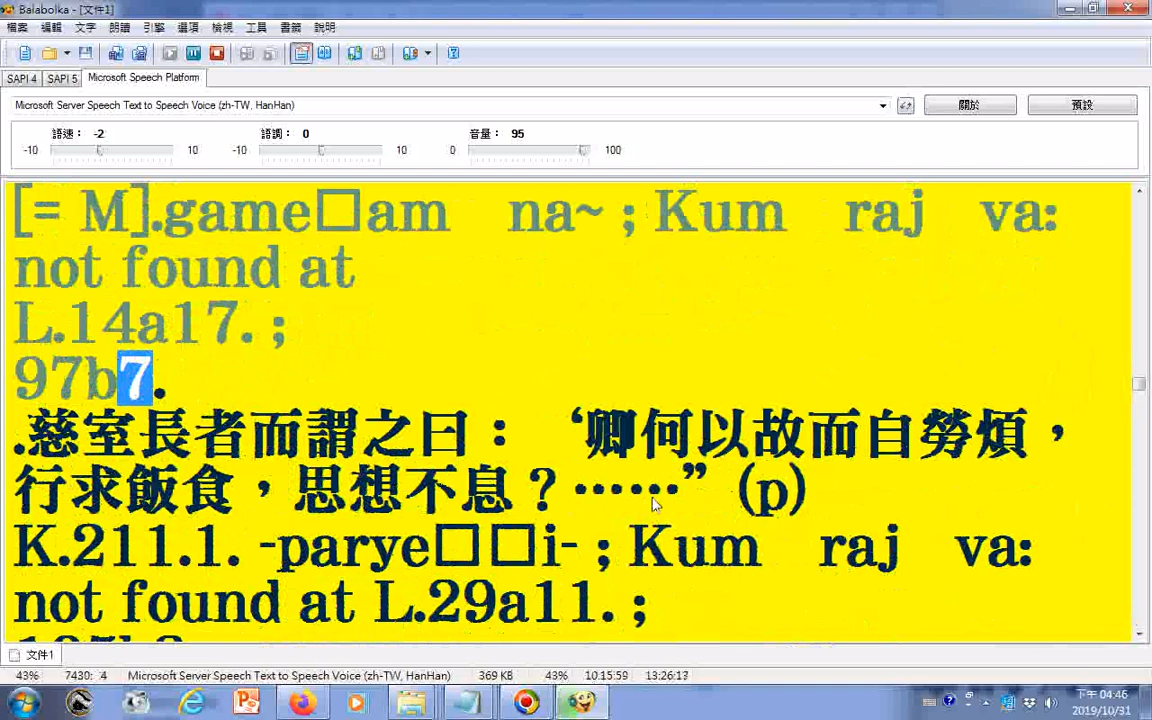 Balabolka - [文件1]
檔案 編輯 文字 朗讀 引擎 選項 檢視 工具 書籤 說明
SAPI 4 SAPI 5 Microsoft Speech Platform
Microsoft Server Speech Text to Speech Voice (zh-TW, HanHan) 關於 預設
語速： -2 語調： 0 音量： 95
-10 10 -10 10 0 100
[= M].game□am na~ ; Kum raj va:
not found at
L.14a17. ;
97b7.
.慈室長者而謂之曰：‘卿何以故而自勞煩，
行求飯食，思想不息？……” (p)
K.211.1. -parye□□i- ; Kum raj va:
not found at L.29a11. ;
文件1
43% 7430: 4 Microsoft Server Speech Text to Speech Voice (zh-TW, HanHan) 369 KB 43% 10:15:59 13:26:17
下午 04:46
2019/10/31